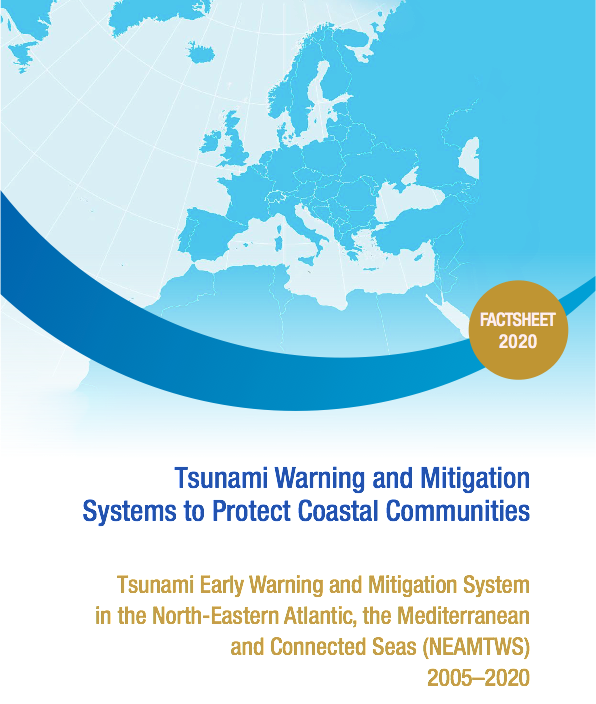 FACTSHEET
2020
Tsunami Warning and Mitigation
Systems to Protect Coastal Communities
Tsunami Early Warning and Mitigation System
in the North-Eastern Atlantic, the Mediterranean
and Connected Seas (NEAMTWS)
2005–2020